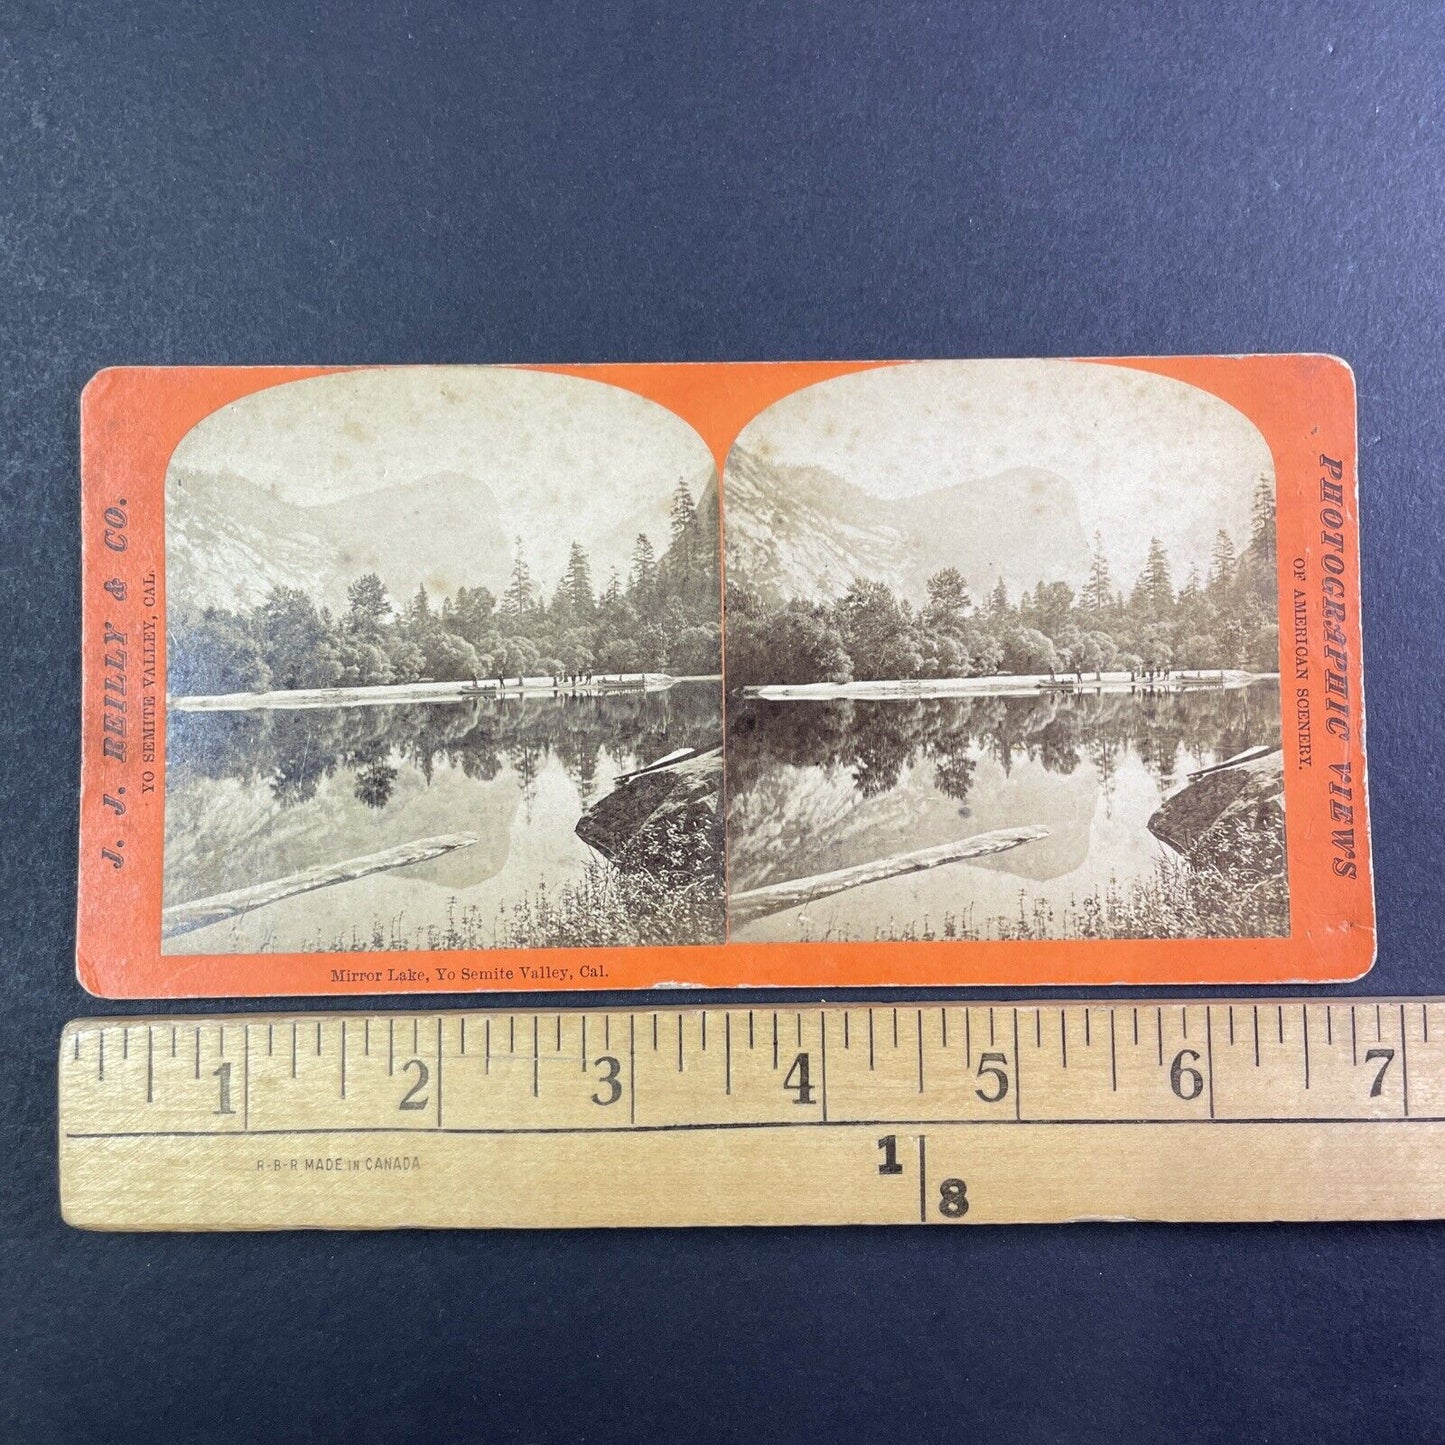 J. J. REILLY & CO.
YO SEMITE VALLEY, CAL.
PHOTOGRAPHIC VIEWS
OF AMERICAN SCENERY.
Mirror Lake, Yo Semite Valley, Cal.
1 2 3 4 5 6 7
R-B-R MADE IN CANADA
1
8